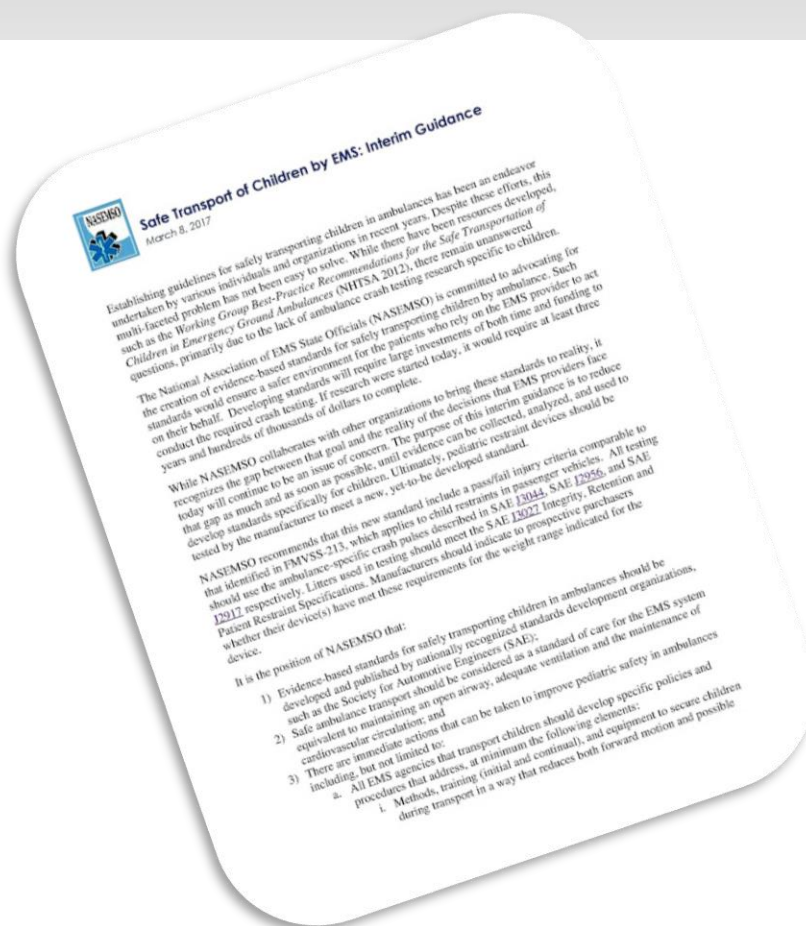 NASEMSO
Safe Transport of Children by EMS: Interim Guidance
March 8, 2017
Establishing guidelines for safely transporting children in ambulances has been an endeavor
undertaken by various individuals and organizations in recent years. Despite these efforts, this
multi-faceted problem has not been easy to solve. While there have been resources developed,
such as the Working Group Best-Practice Recommendations for the Safe Transportation of
Children in Emergency Ground Ambulances (NHTSA 2012), there remain unanswered
questions, primarily due to the lack of ambulance crash testing research specific to children.
The National Association of EMS State Officials (NASEMSO) is committed to advocating for
the creation of evidence-based standards for safely transporting children by ambulance. Such
standards would ensure a safer environment for the patients who rely on the EMS provider to act
on their behalf. Developing standards will require large investments of both time and funding to
conduct the required crash testing. If research were started today, it would require at least three
years and hundreds of thousands of dollars to complete.
While NASEMSO collaborates with other organizations to bring these standards to reality, it
recognizes the gap between that goal and the reality of the decisions that EMS providers face
today will continue to be an issue of concern. The purpose of this interim guidance is to reduce
that gap as much and as soon as possible, until evidence can be collected, analyzed, and used to
develop standards specifically for children. Ultimately, pediatric restraint devices should be
tested by the manufacturer to meet a new, yet-to-be developed standard.
NASEMSO recommends that this new standard include a pass/fail injury criteria comparable to
that identified in FMVSS-213, which applies to child restraints in passenger vehicles. All testing
should use the ambulance-specific crash pulses described in SAE J3044, SAE J2956, and SAE
J2917 respectively. Litters used in testing should meet the SAE J3027 Integrity, Retention and
Patient Restraint Specifications. Manufacturers should indicate to prospective purchasers
whether their device(s) have met these requirements for the weight range indicated for the
device.
It is the position of NASEMSO that:
1) Evidence-based standards for safely transporting children in ambulances should be
developed and published by nationally recognized standards development organizations,
such as the Society for Automotive Engineers (SAE);
2) Safe ambulance transport should be considered as a standard of care for the EMS system
equivalent to maintaining an open airway, adequate ventilation and the maintenance of
cardiovascular circulation; and
3) There are immediate actions that can be taken to improve pediatric safety in ambulances
including, but not limited to:
a. All EMS agencies that transport children should develop specific policies and
procedures that address, at minimum the following elements:
i. Methods, training (initial and continual), and equipment to secure children
during transport in a way that reduces both forward motion and possible